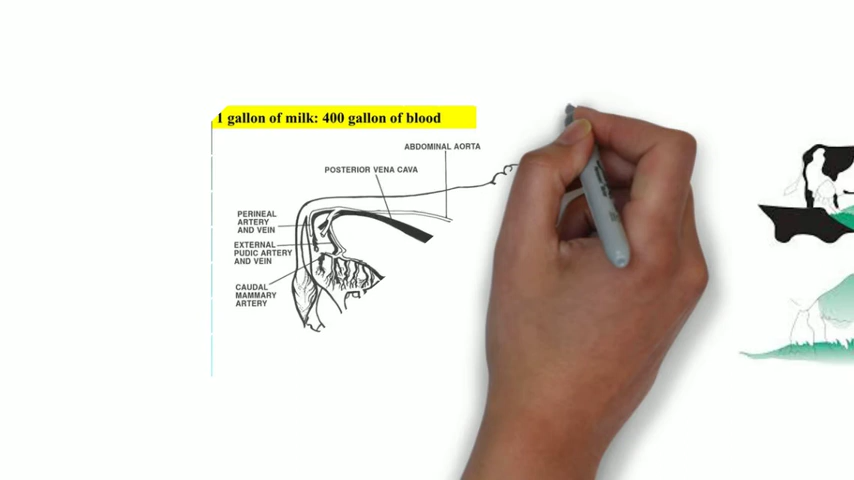 1 gallon of milk: 400 gallon of blood
ABDOMINAL AORTA
POSTERIOR VENA CAVA
PERINEAL
ARTERY
AND VEIN
EXTERNAL
PUDIC ARTERY
AND VEIN
CAUDAL
MAMMARY
ARTERY